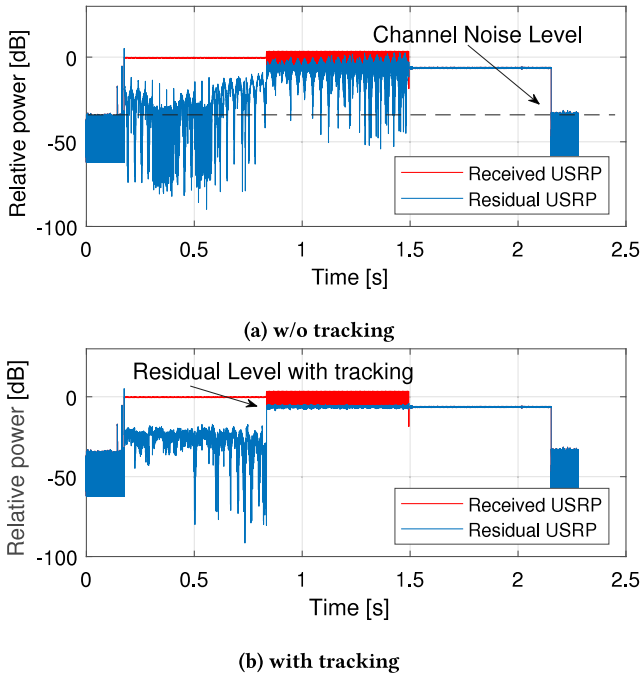 Channel Noise Level
0
-50
-100
Relative power [dB]
Received USRP
Residual USRP
0
0.5
1
1.5
2
2.5
Time [s]
(a) w/o tracking
Residual Level with tracking
0
-50
-100
Relative power [dB]
Received USRP
Residual USRP
0
0.5
1
1.5
2
2.5
Time [s]
(b) with tracking